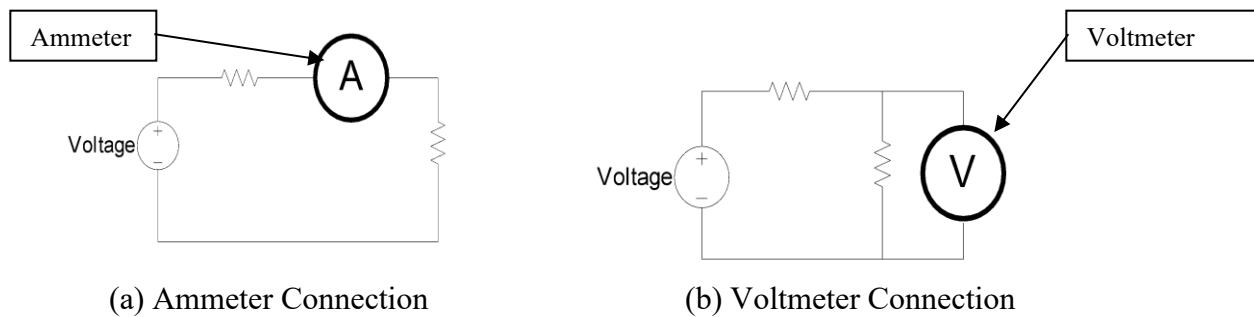 Ammeter
A
Voltage
+
−
(a) Ammeter Connection
Voltmeter
V
Voltage
+
−
(b) Voltmeter Connection